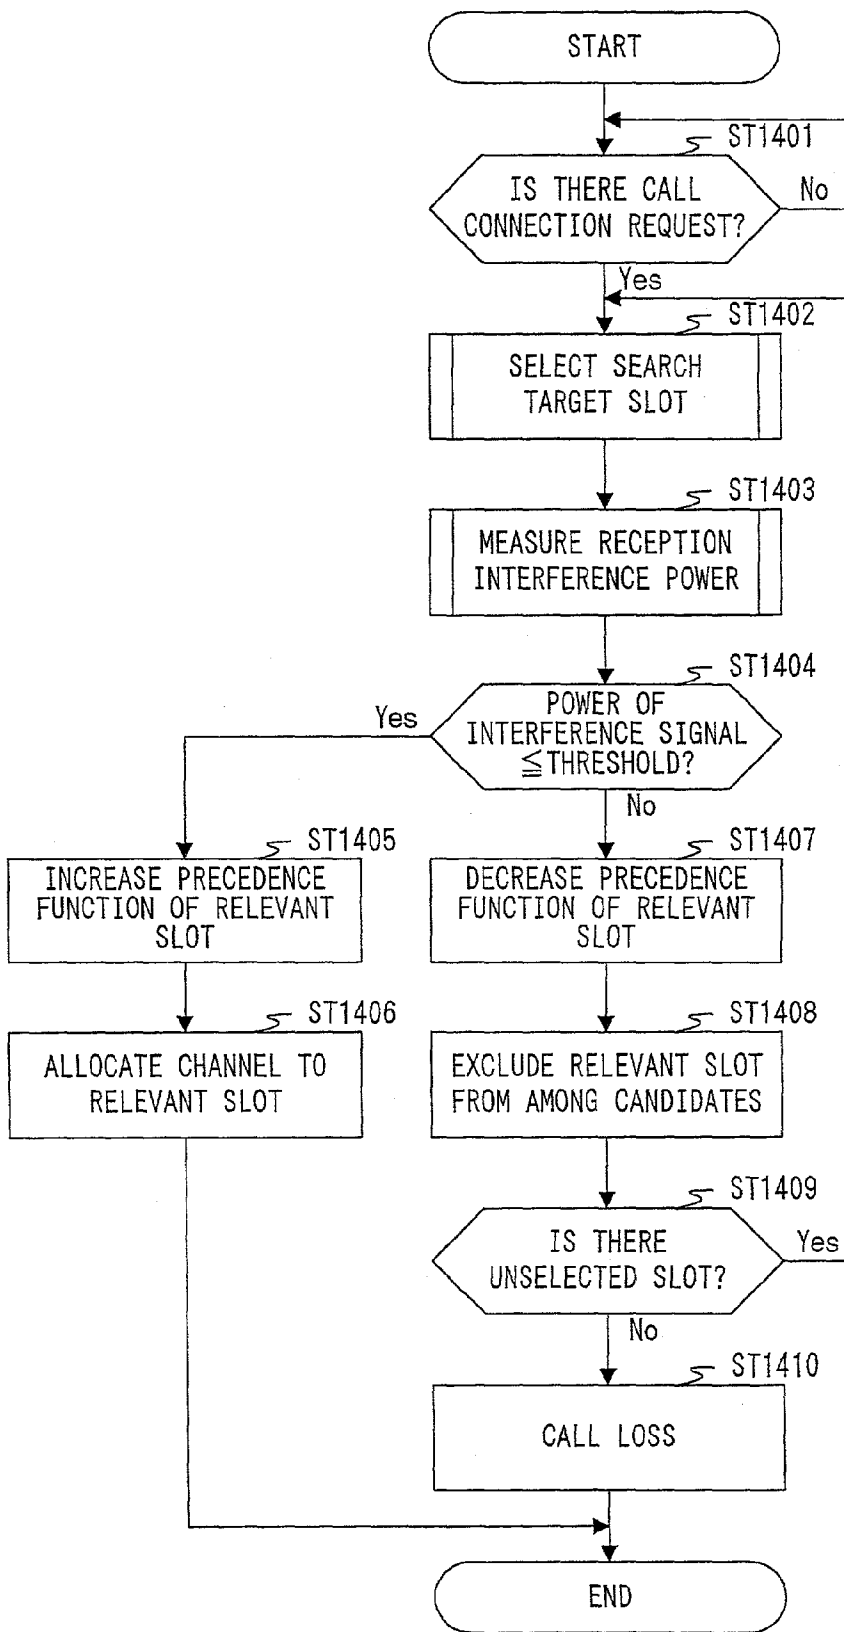 START
ST1401
IS THERE CALL
CONNECTION REQUEST?
No
Yes
ST1402
SELECT SEARCH
TARGET SLOT
ST1403
MEASURE RECEPTION
INTERFERENCE POWER
ST1404
POWER OF
INTERFERENCE SIGNAL
≦THRESHOLD?
Yes
No
ST1405
INCREASE PRECEDENCE
FUNCTION OF RELEVANT
SLOT
ST1407
DECREASE PRECEDENCE
FUNCTION OF RELEVANT
SLOT
ST1406
ALLOCATE CHANNEL TO
RELEVANT SLOT
ST1408
EXCLUDE RELEVANT SLOT
FROM AMONG CANDIDATES
ST1409
IS THERE
UNSELECTED SLOT?
Yes
No
ST1410
CALL LOSS
END